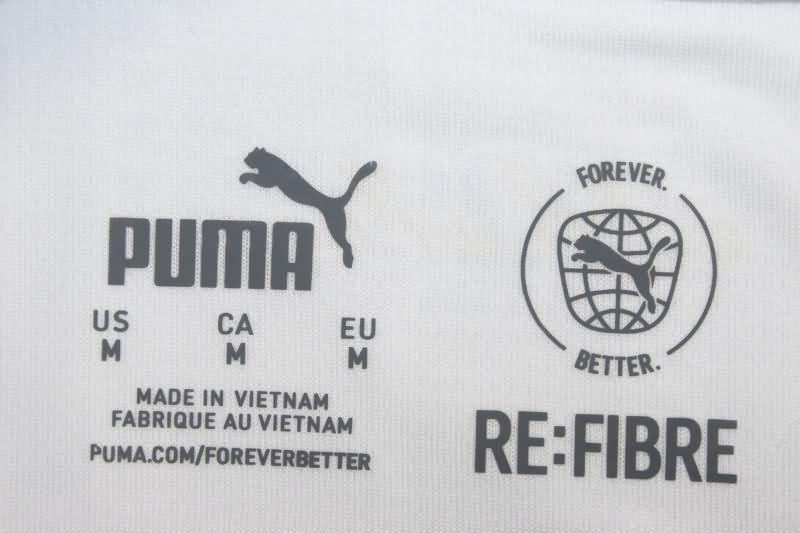 PUMA
US CA EU
M M M
MADE IN VIETNAM
FABRIQUE AU VIETNAM
PUMA.COM/FOREVERBETTER
FOREVER.
BETTER.
RE:FIBRE